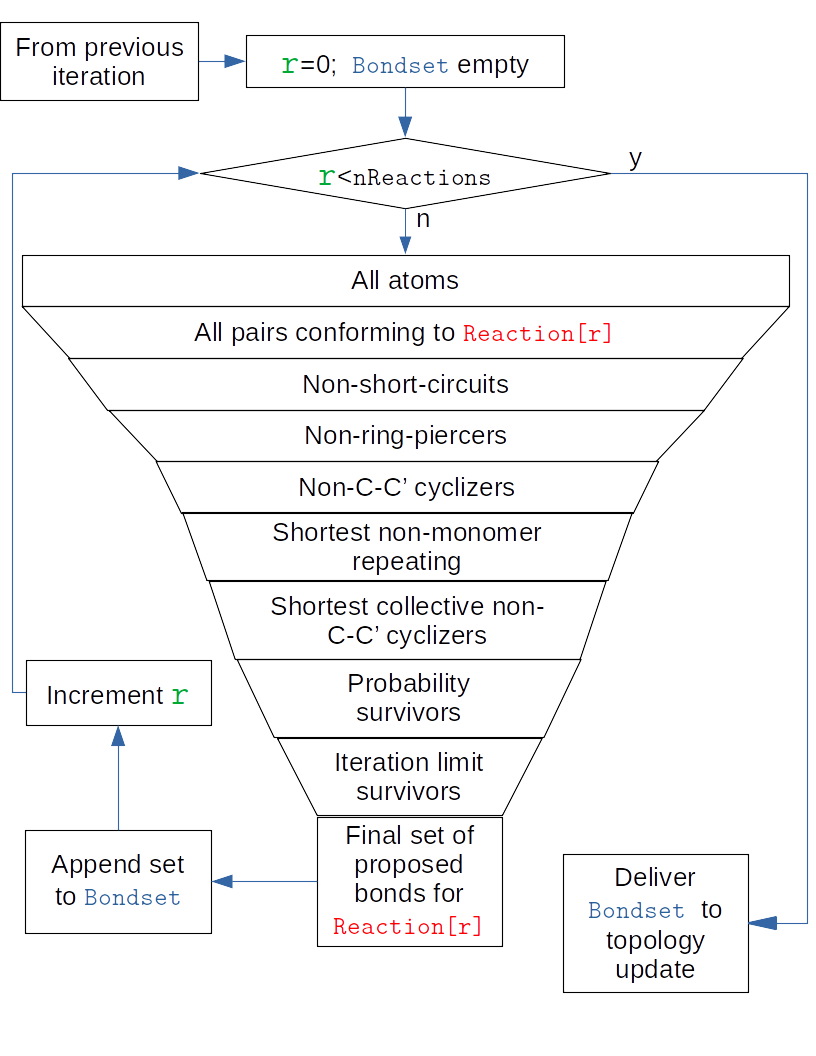 From previous
iteration
r=0; Bondset empty
r<nReactions
y
n
All atoms
All pairs conforming to Reaction[r]
Non-short-circuits
Non-ring-piercers
Non-C-C’ cyclizers
Shortest non-monomer
repeating
Shortest collective non-
C-C’ cyclizers
Probability
survivors
Iteration limit
survivors
Final set of
proposed
bonds for
Reaction[r]
Append set
to Bondset
Increment r
Deliver
Bondset to
topology
update